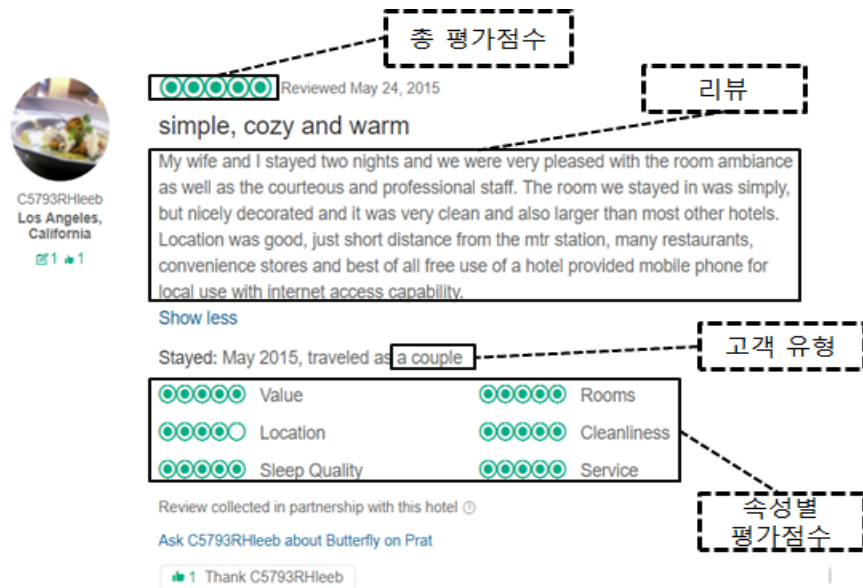 총 평가점수
Reviewed May 24, 2015
리뷰
simple, cozy and warm
My wife and I stayed two nights and we were very pleased with the room ambiance
as well as the courteous and professional staff. The room we stayed in was simply,
but nicely decorated and it was very clean and also larger than most other hotels.
Location was good, just short distance from the mtr station, many restaurants,
convenience stores and best of all free use of a hotel provided mobile phone for
local use with internet access capability.
C5793RHleeb
Los Angeles,
California
1 1
Show less
Stayed: May 2015, traveled as a couple
고객 유형
Value Rooms
Location Cleanliness
Sleep Quality Service
속성별
평가점수
Review collected in partnership with this hotel
Ask C5793RHleeb about Butterfly on Prat
1 Thank C5793RHleeb